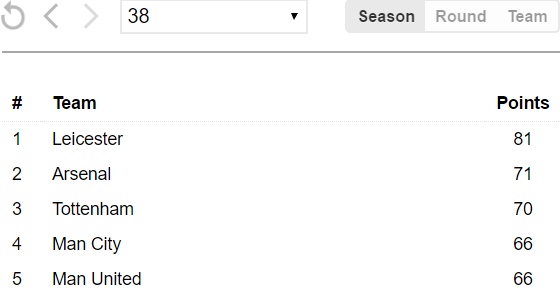 38 Season Round Team
# Team Points
1 Leicester 81
2 Arsenal 71
3 Tottenham 70
4 Man City 66
5 Man United 66